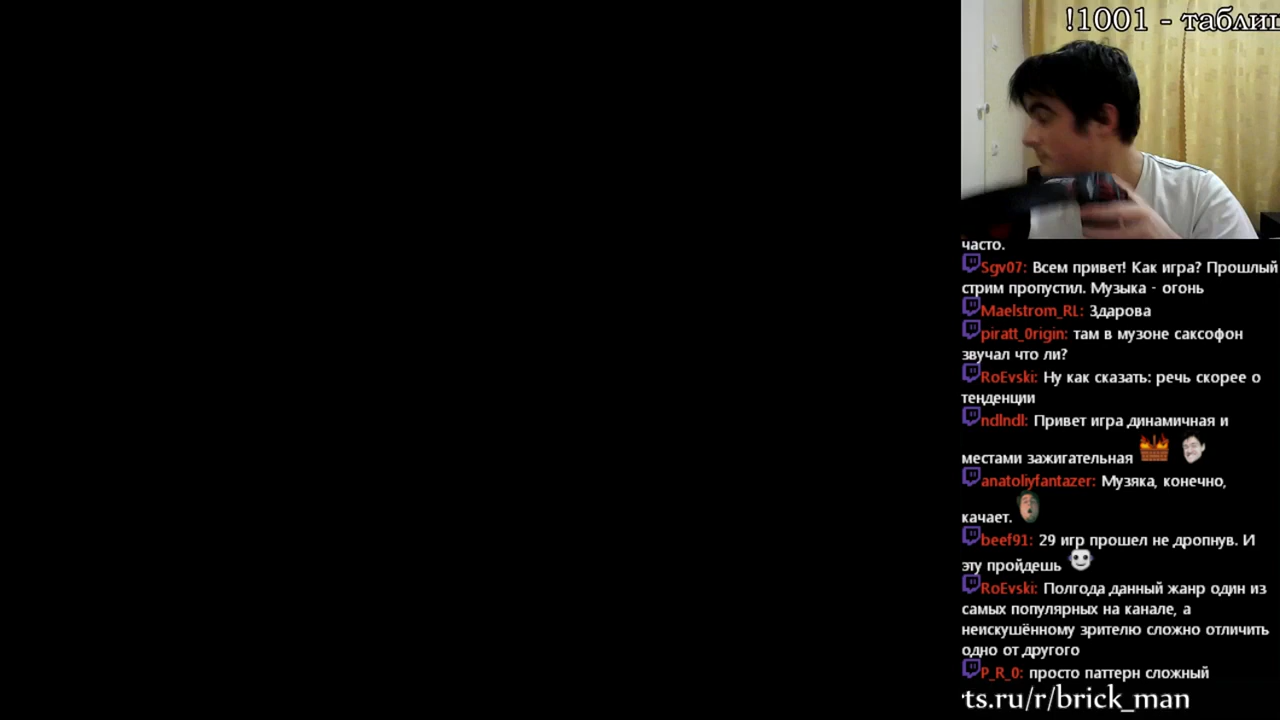 !1001 - таблиц
часто.
Sgv07: Всем привет! Как игра? Прошлый
стрим пропустил. Музыка - огонь
Maelstrom_RL: Здарова
piratt_0rigin: там в музоне саксофон
звучал что ли?
RoEvski: Ну как сказать: речь скорее о
тенденции
ndlndl: Привет игра динамичная и
местами зажигательная
anatoliyfantazer: Музяка, конечно,
качает.
beef91: 29 игр прошел не дропнув. И
эту пройдешь
RoEvski: Полгода данный жанр один из
самых популярных на канале, а
неискушённому зрителю сложно отличить
одно от другого
P_R_0: просто паттерн сложный
ts.ru/r/brick_man